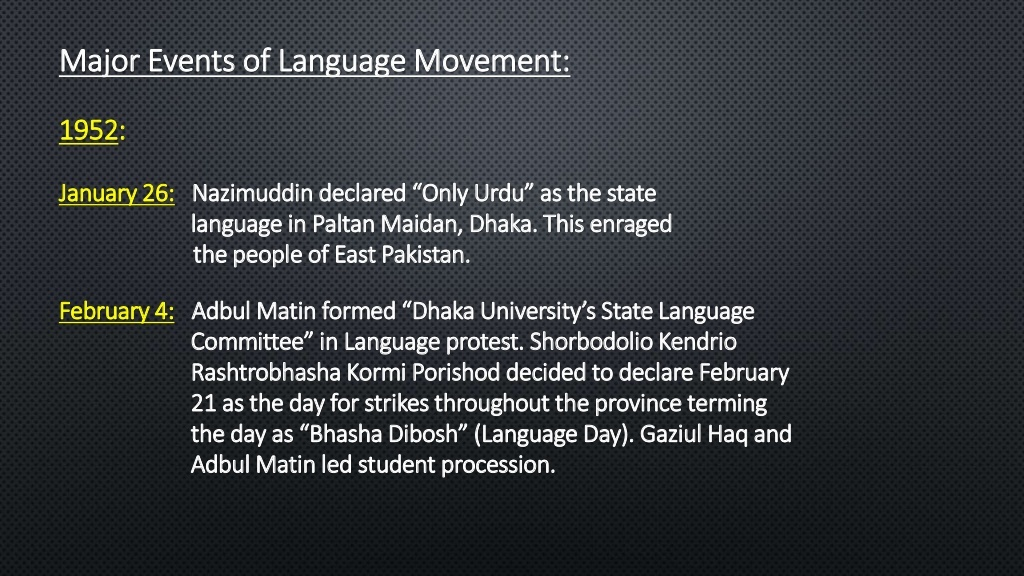 Major Events of Language Movement:
1952:
January 26: Nazimuddin declared “Only Urdu” as the state
language in Paltan Maidan, Dhaka. This enraged
the people of East Pakistan.
February 4: Adbul Matin formed “Dhaka University’s State Language
Committee” in Language protest. Shorbodolio Kendrio
Rashtrobhasha Kormi Porishod decided to declare February
21 as the day for strikes throughout the province terming
the day as “Bhasha Dibosh” (Language Day). Gaziul Haq and
Adbul Matin led student procession.